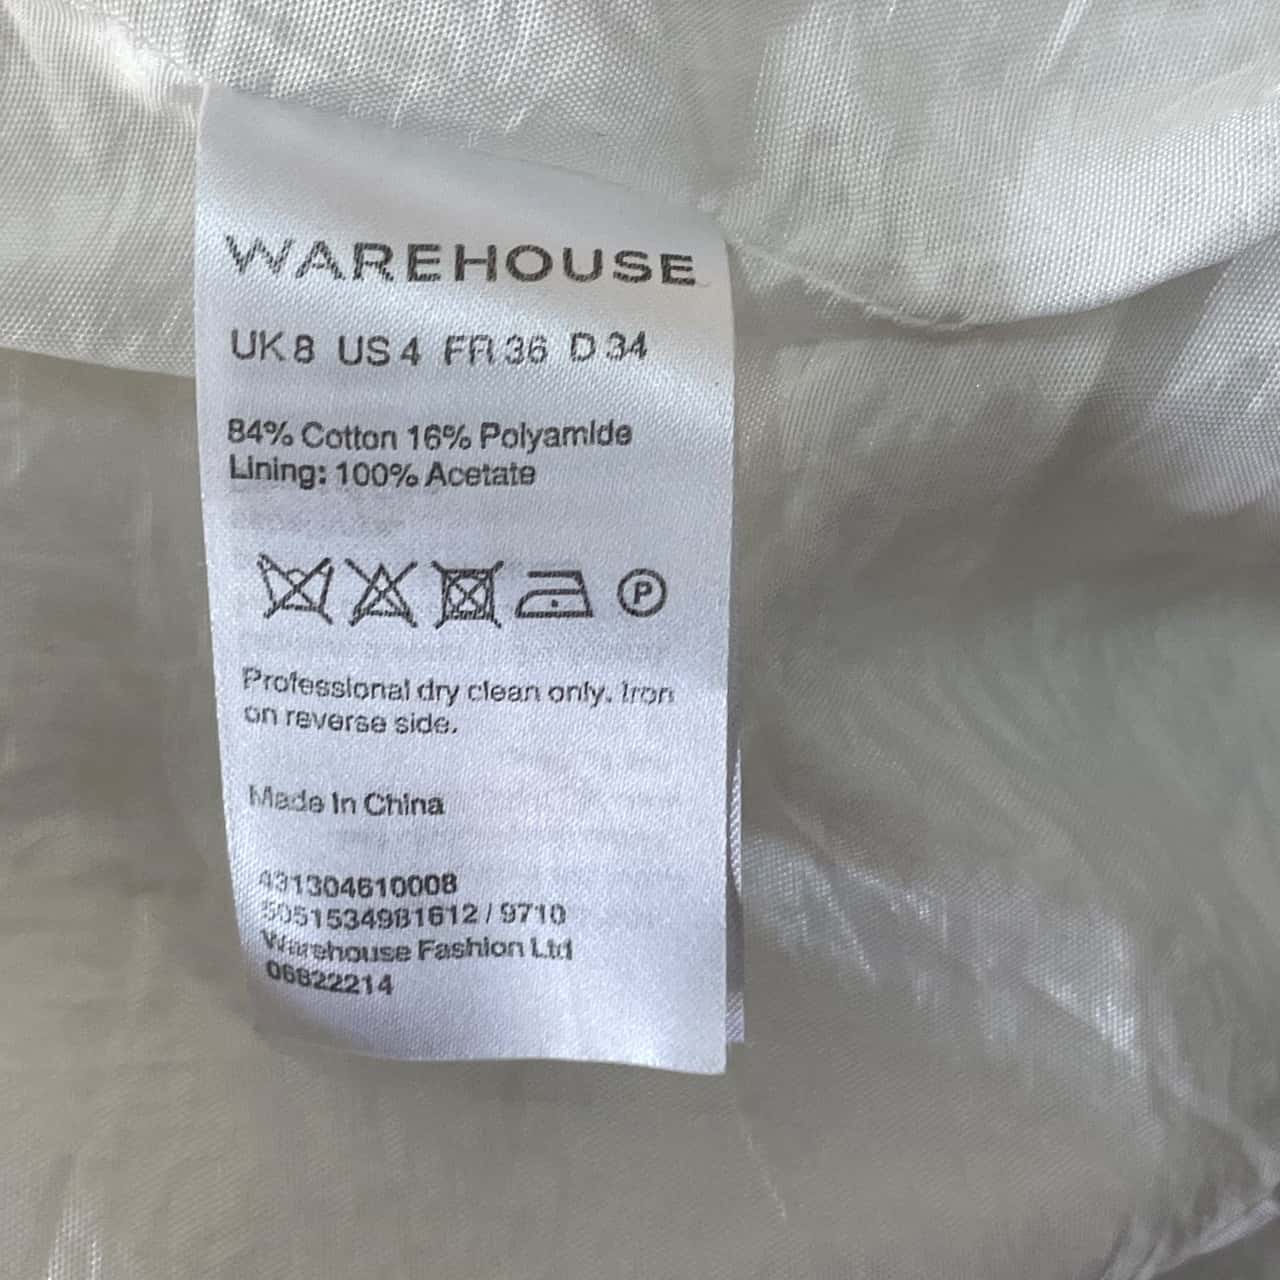 WAREHOUSE
UK 8 US 4 FR 36 D 34
84% Cotton 16% Polyamide
Lining: 100% Acetate
P
Professional dry clean only. Iron
on reverse side.
Made In China
431304610008
5051534981612 / 9710
Warehouse Fashion Ltd
06822214